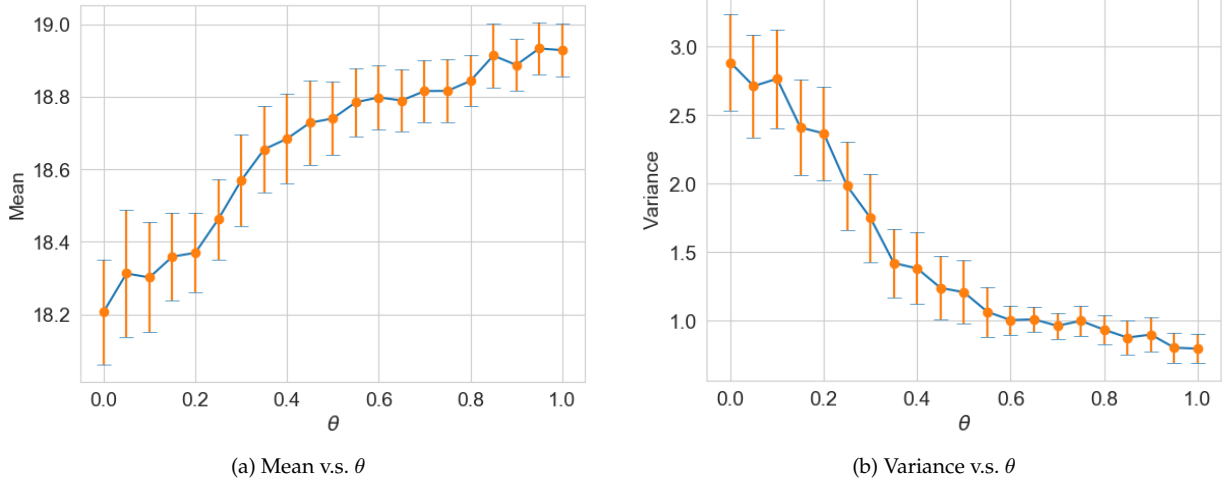 19.0
18.8
18.6
18.4
18.2
Mean
0.0 0.2 0.4 0.6 0.8 1.0
θ
(a) Mean v.s. θ
3.0
2.5
2.0
1.5
1.0
Variance
0.0 0.2 0.4 0.6 0.8 1.0
θ
(b) Variance v.s. θ